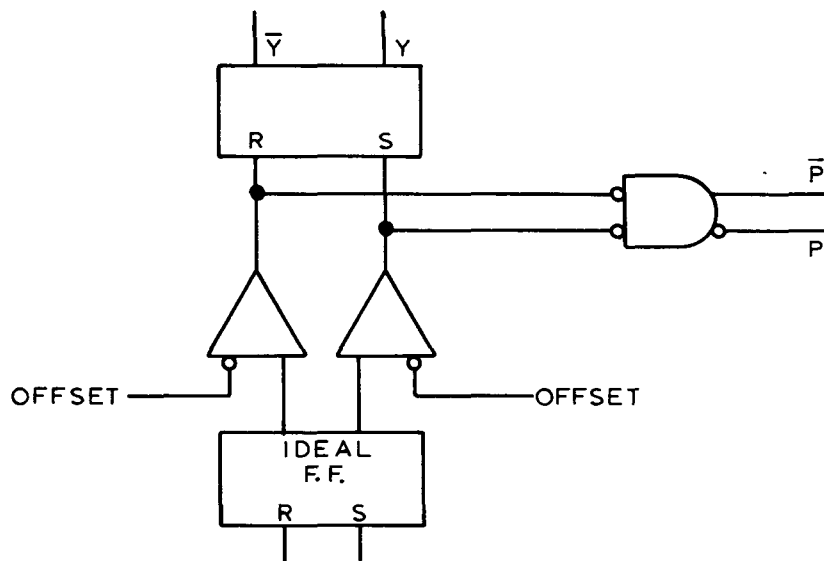 Y̅ Y
R S
P̅
P
OFFSET OFFSET
IDEAL
F.F.
R S